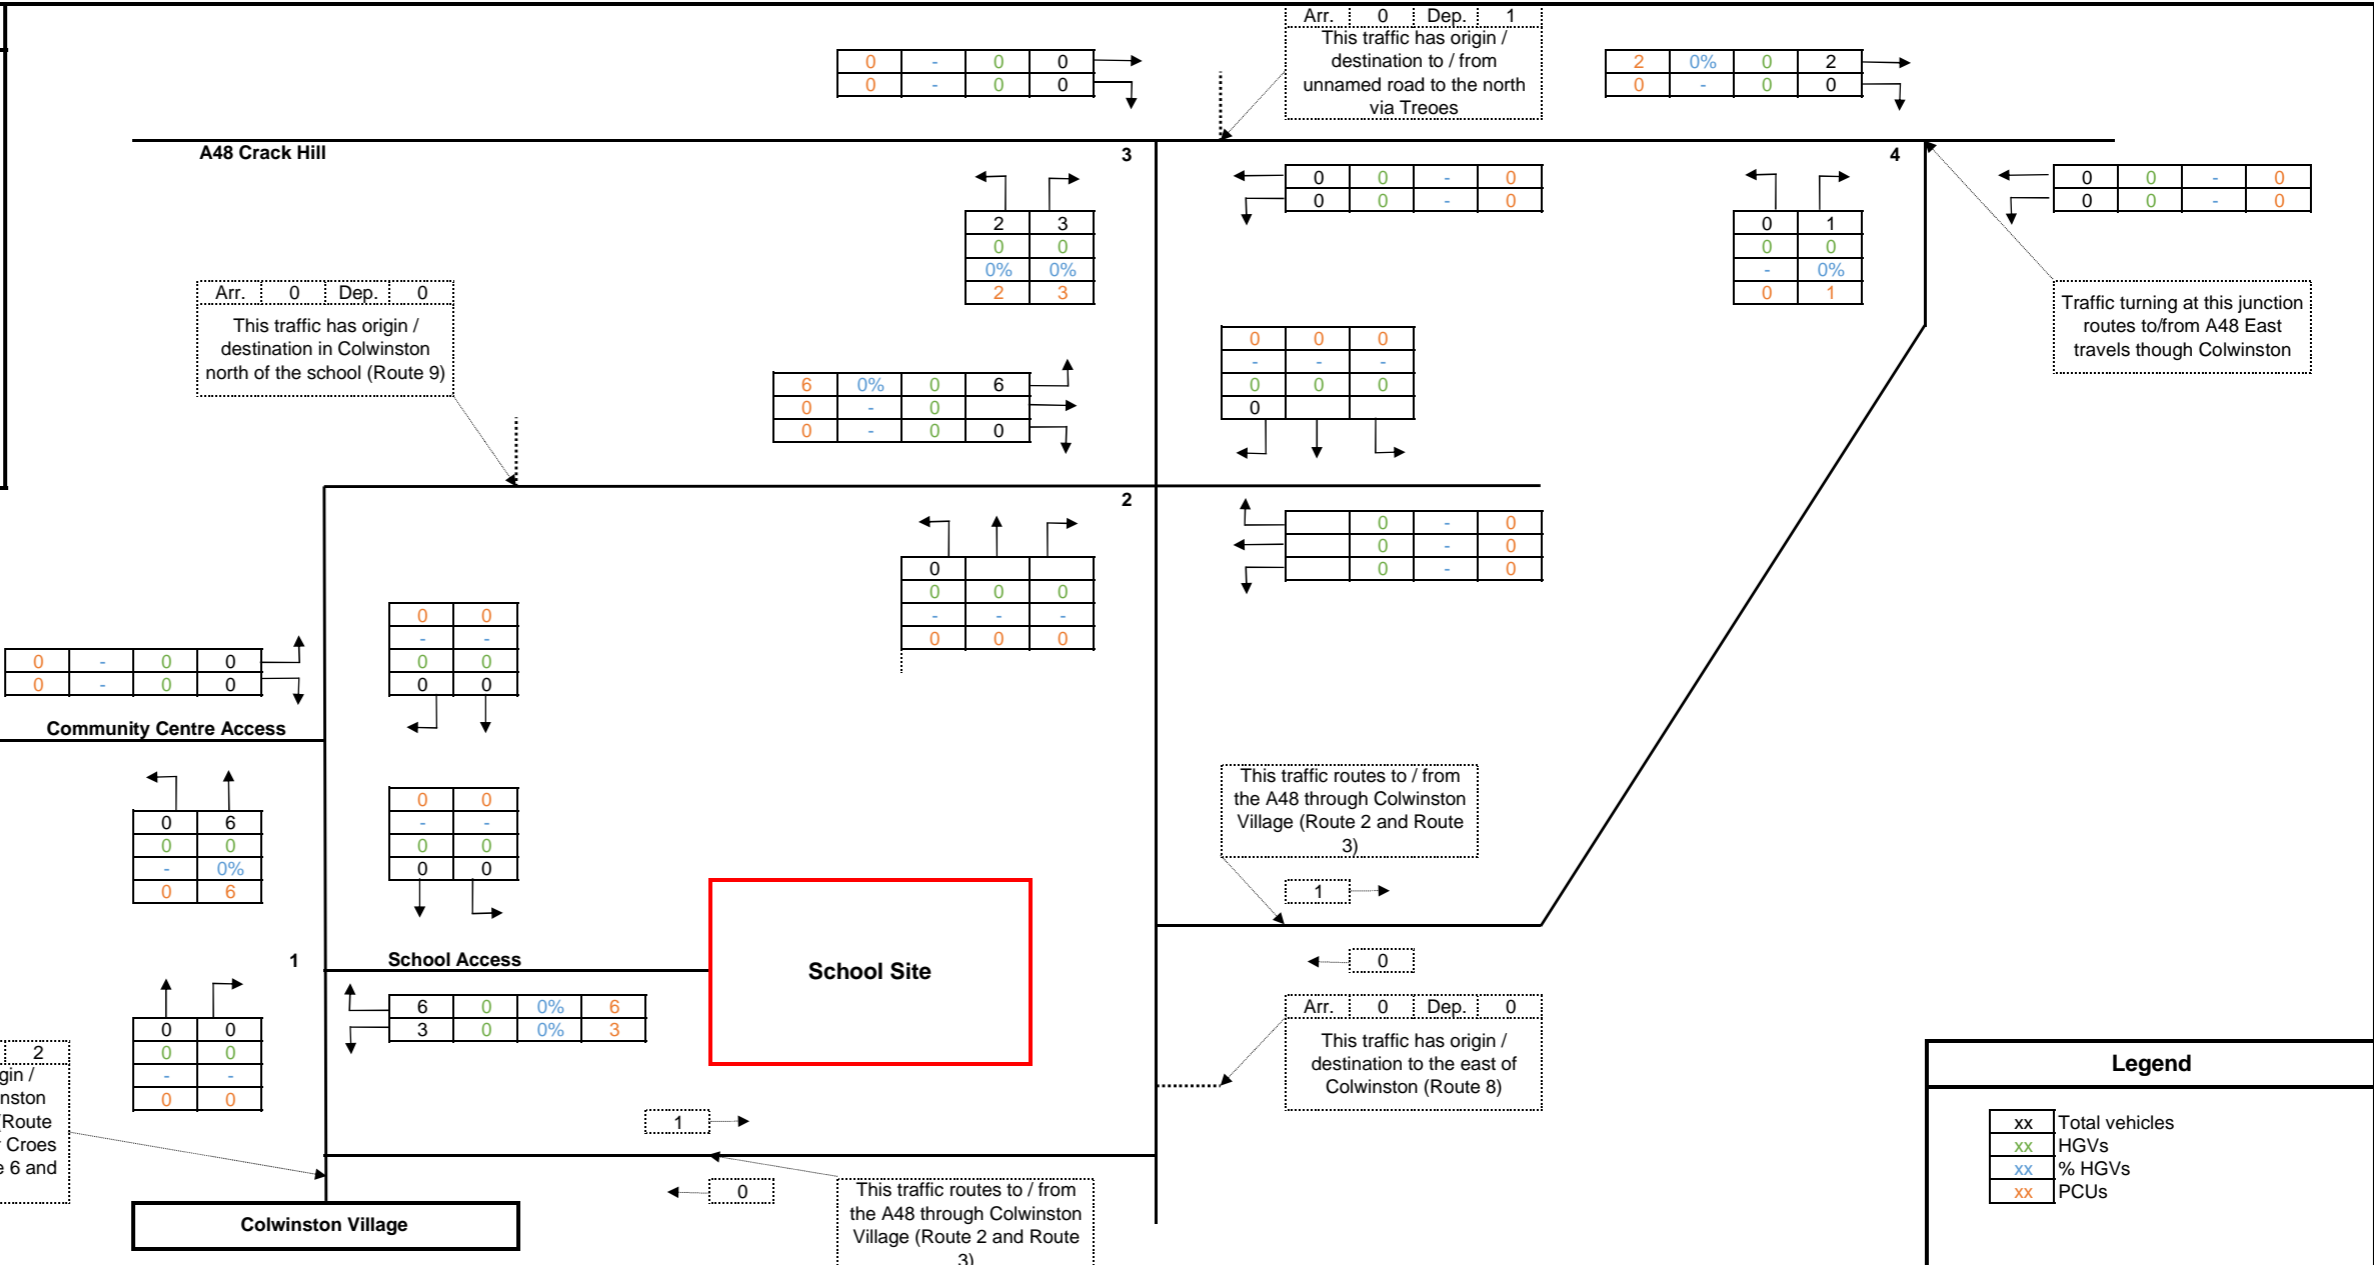 Arr. 0 Dep. 1
This traffic has origin /
destination to / from
unnamed road to the north
via Treoes
0 - 0 0
0 - 0 0
2 0% 0 2
0 - 0 0
A48 Crack Hill
3
4
0 0 - 0
0 0 - 0
0 0 - 0
0 0 - 0
2 3
0 0
0% 0%
2 3
0 1
0 0
- 0%
0 1
Arr. 0 Dep. 0
This traffic has origin /
destination in Colwinston
north of the school (Route 9)
Traffic turning at this junction
routes to/from A48 East
travels though Colwinston
0 0 0
- - -
0 0 0
0
6 0% 0 6
0 - 0
0 - 0 0
2
0 - 0
0 - 0
0 - 0
0
0 0 0
- - -
0 0 0
0 0
- -
0 0
0 0
0 - 0 0
0 - 0 0
Community Centre Access
0 6
0 0
- 0%
0 6
0 0
- -
0 0
0 0
This traffic routes to / from
the A48 through Colwinston
Village (Route 2 and Route
3)
1
0
1
School Access
School Site
6 0 0% 6
3 0 0% 3
0 0
0 0
- -
0 0
Arr. 0 Dep. 0
This traffic has origin /
destination to the east of
Colwinston (Route 8)
2
gin /
nston
(Route
Croes
6 and
1
0
This traffic routes to / from
the A48 through Colwinston
Village (Route 2 and Route
3)
Colwinston Village
Legend
xx Total vehicles
xx HGVs
xx % HGVs
xx PCUs